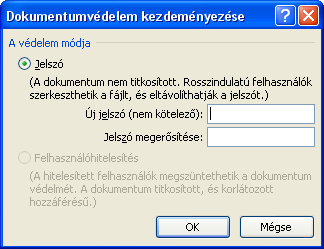 Dokumentumvédelem kezdeményezése
A védelem módja
Jelszó
(A dokumentum nem titkosított. Rosszindulatú felhasználók
szerkeszthetik a fájlt, és eltávolíthatják a jelszót.)
Új jelszó (nem kötelező):
Jelszó megerősítése:
Felhasználóhitelesítés
(A hitelesített felhasználók megszüntethetik a dokumentum
védelmét. A dokumentum titkosított, és korlátozott
hozzáférésű.)
OK Mégse